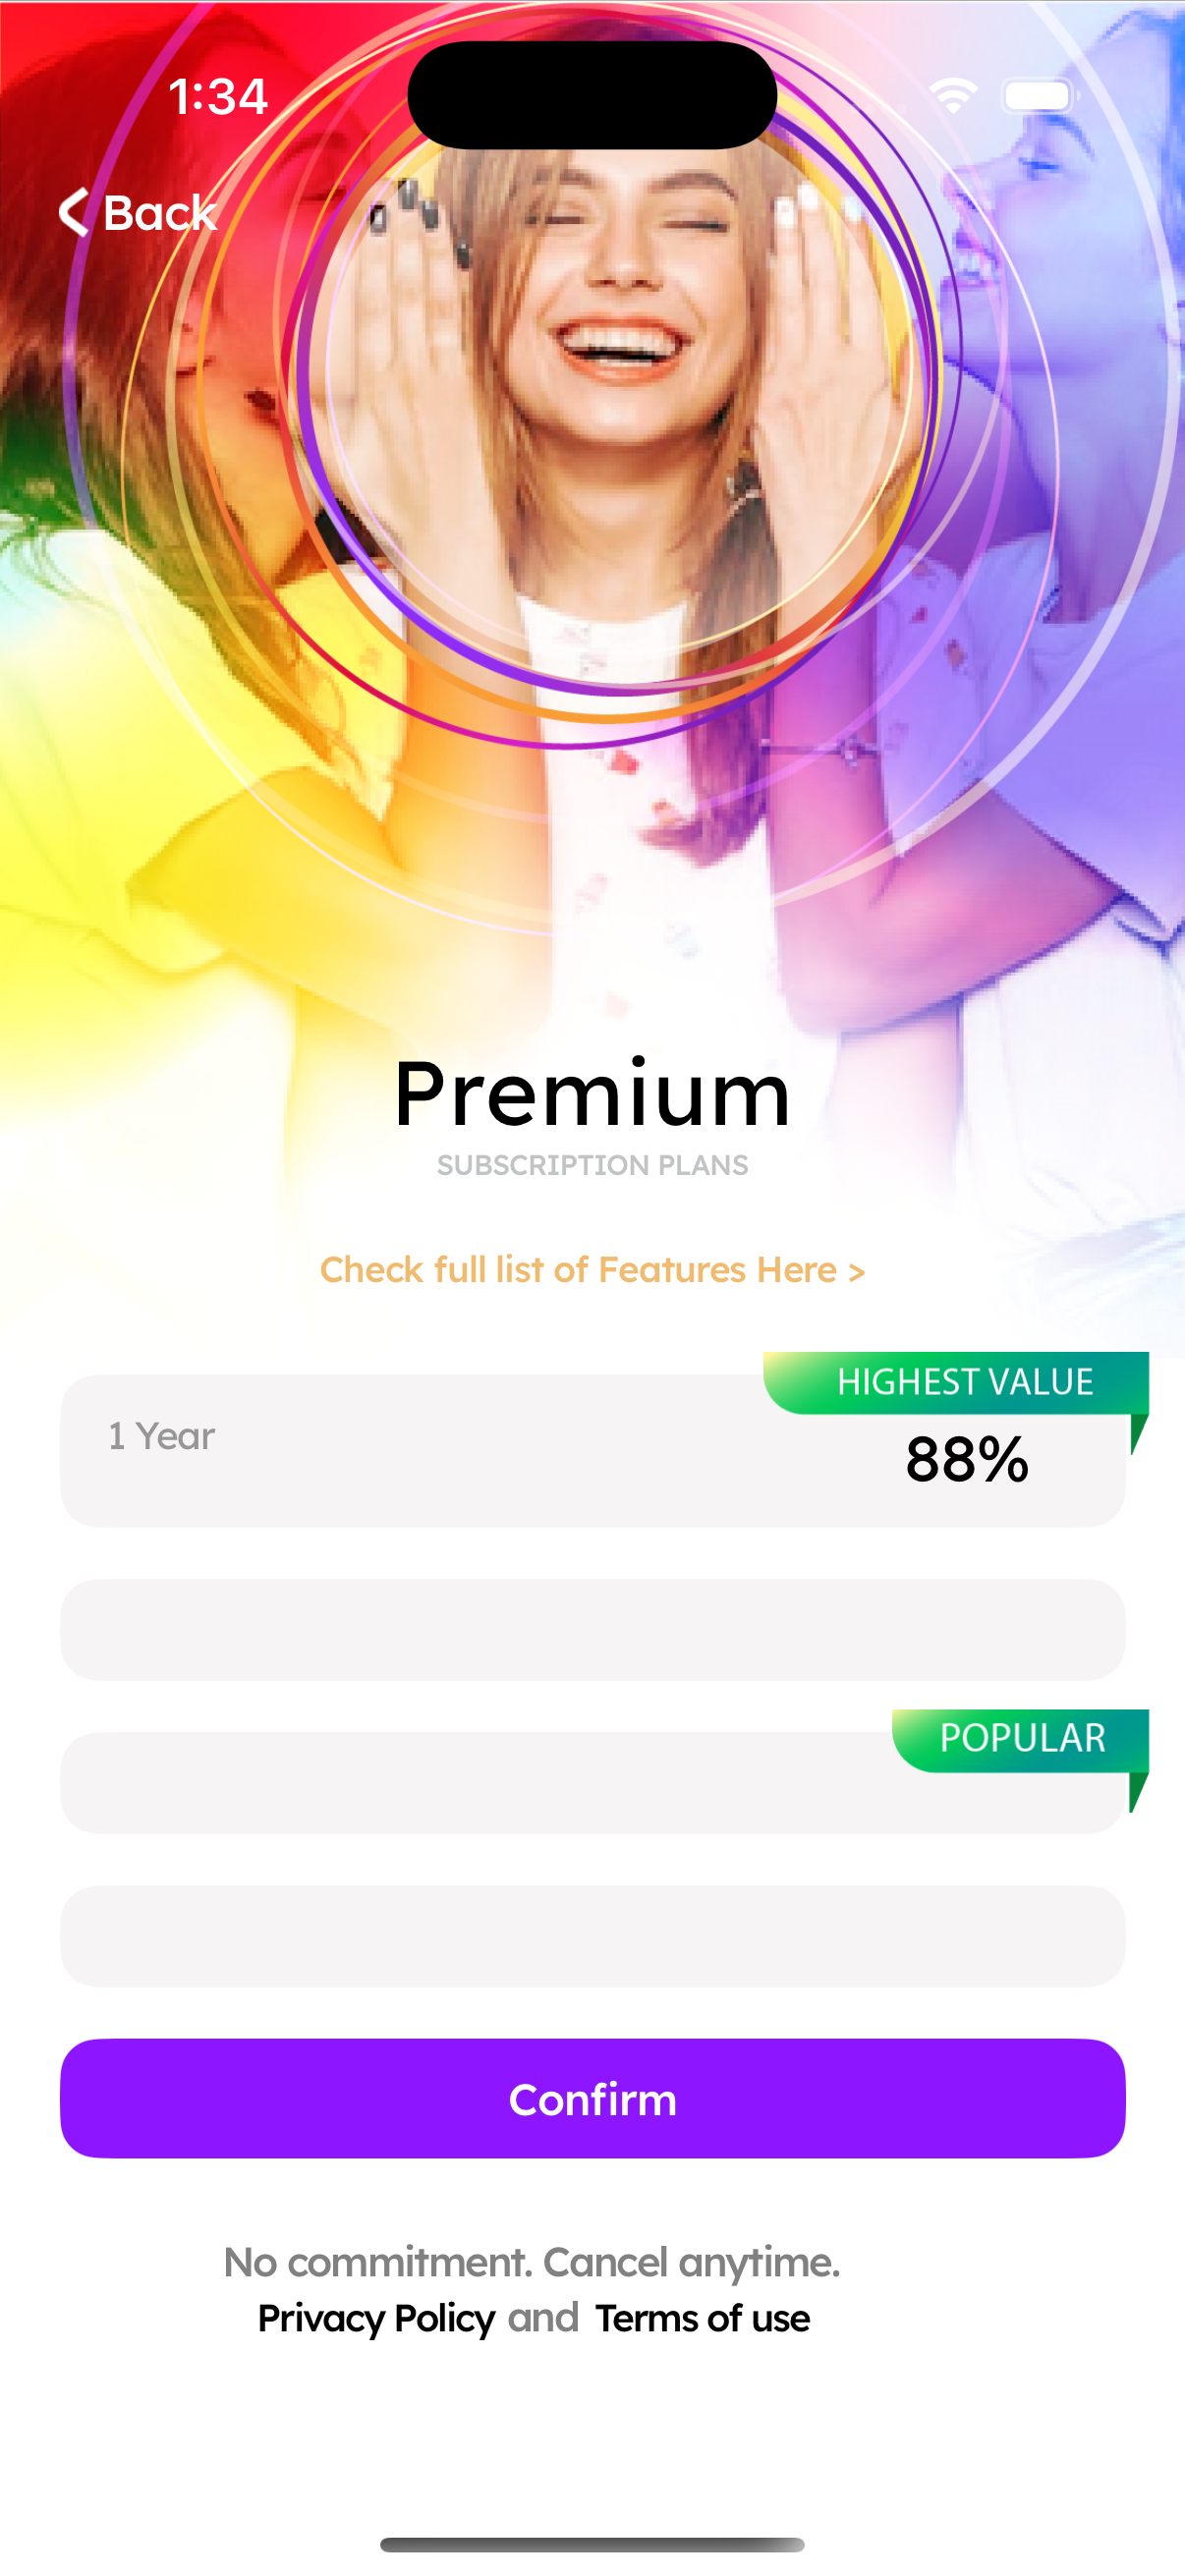 1:34
Back
Premium
SUBSCRIPTION PLANS
Check full list of Features Here >
HIGHEST VALUE
1 Year
88%
POPULAR
Confirm
No commitment. Cancel anytime.
Privacy Policy and Terms of use